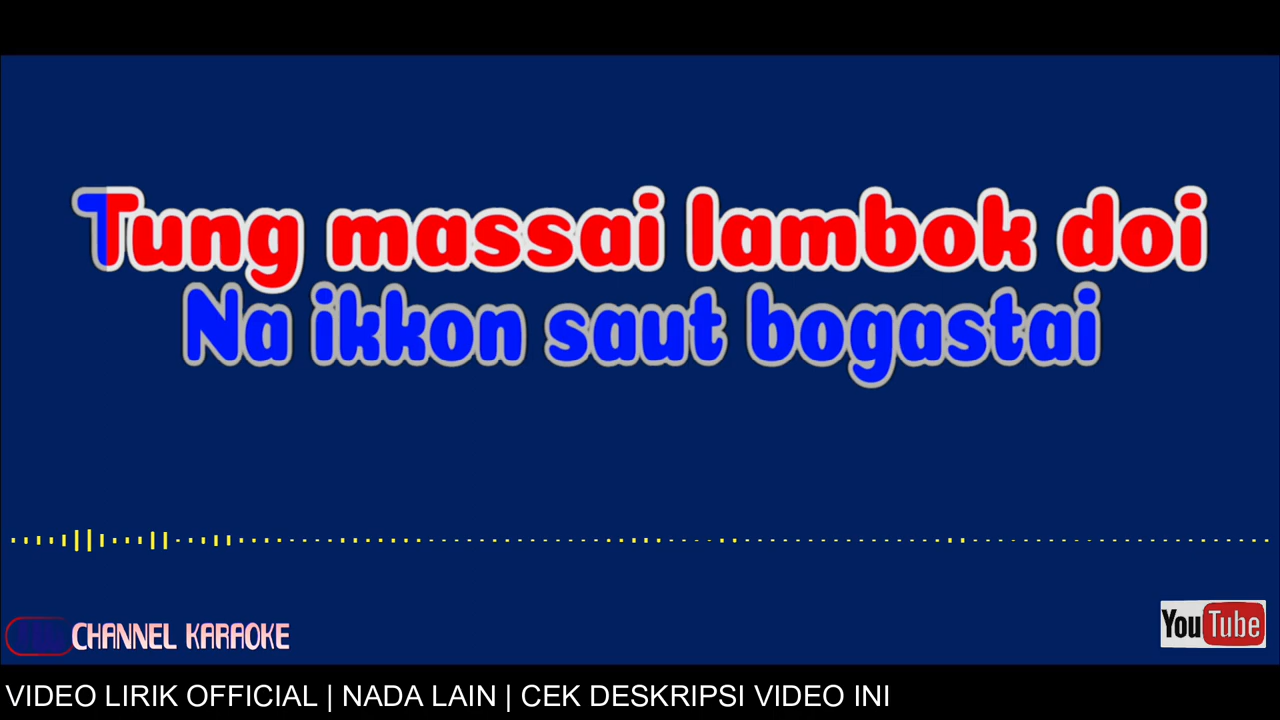 Tung massai lambok doi
Na ikkon saut bogastai
CHANNEL KARAOKE
YouTube
VIDEO LIRIK OFFICIAL | NADA LAIN | CEK DESKRIPSI VIDEO INI